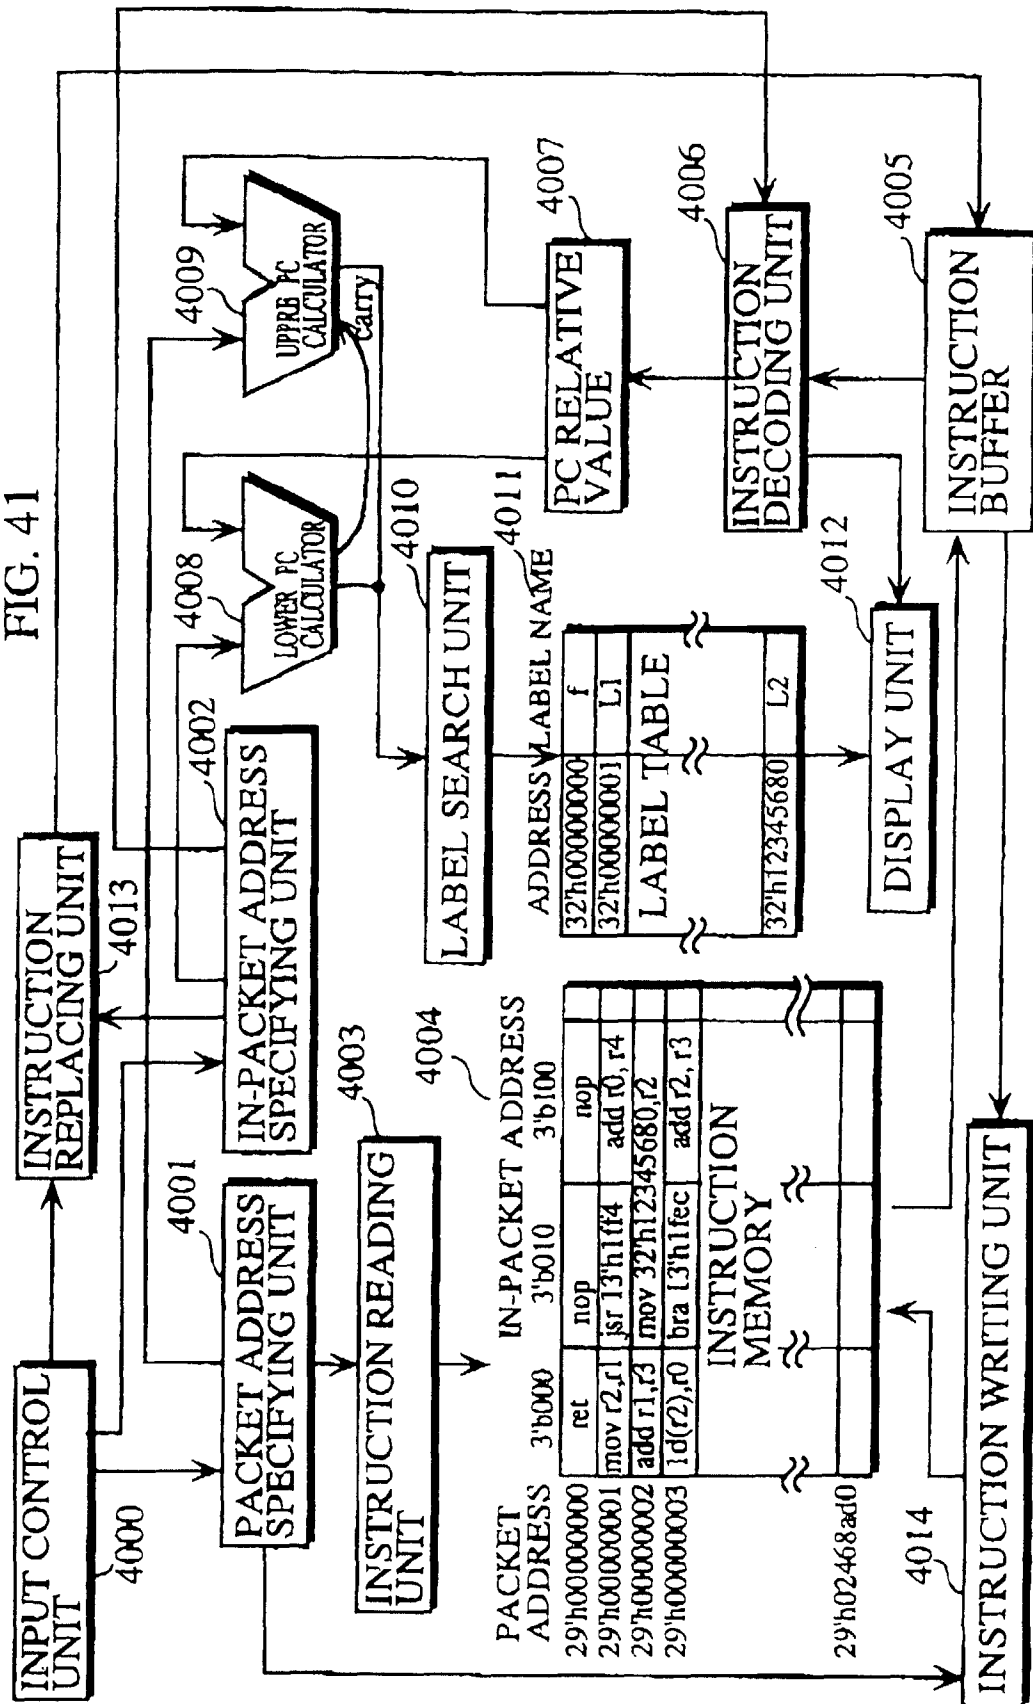 FIG. 41
INPUT CONTROL
UNIT
4000
INSTRUCTION
REPLACING UNIT
4013
PACKET ADDRESS
SPECIFYING UNIT
4001
IN-PACKET ADDRESS
SPECIFYING UNIT
4002
INSTRUCTION READING
UNIT
4003
4008
LOWER PC
CALCULATOR
4009
UPPRE PC
CALCULATOR
carry
LABEL SEARCH UNIT
4010
PC RELATIVE
VALUE
4007
PACKET
ADDRESS
IN-PACKET ADDRESS
4004
3'b000 3'b010 3'b100
29'h00000000 ret nop nop
29'h00000001 mov r2,r1 jsr 13'h1ff4 add r0, r4
29'h00000002 add r1,r3 mov 32'h12345680,r2
29'h00000003 ld(r2),r0 bra 13'h1fec add r2, r3
INSTRUCTION
MEMORY
29'h02468ad0
ADDRESS LABEL NAME
4011
32'h00000000 f
32'h00000001 L1
LABEL TABLE
32'h12345680 L2
INSTRUCTION
DECODING UNIT
4006
DISPLAY UNIT
4012
INSTRUCTION
BUFFER
4005
INSTRUCTION WRITING UNIT
4014